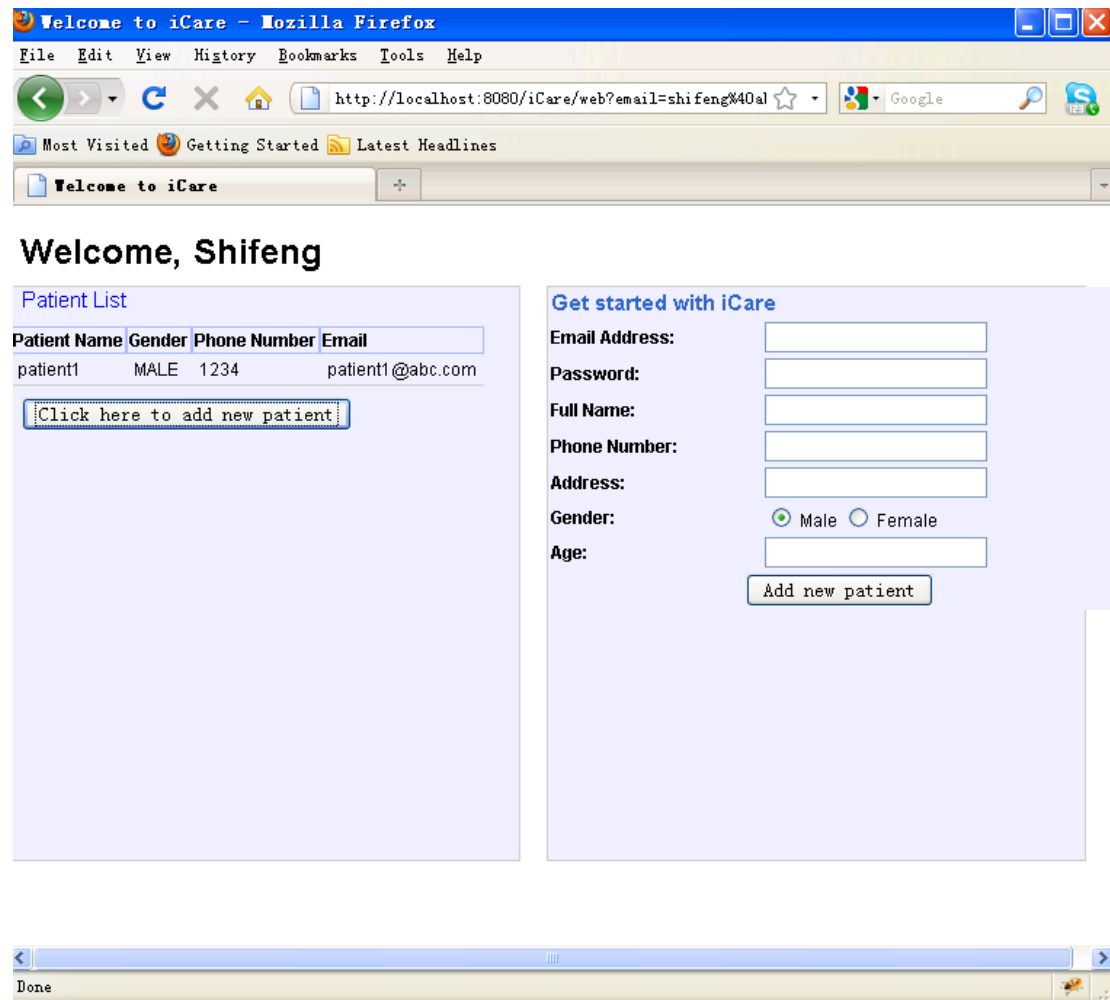 Welcome to iCare - Mozilla Firefox
File Edit View History Bookmarks Tools Help
http://localhost:8080/iCare/web?email=shifeng%40al
Google
Most Visited Getting Started Latest Headlines
Welcome to iCare
Welcome, Shifeng
Patient List
Patient Name Gender Phone Number Email
patient1 MALE 1234 patient1@abc.com
Click here to add new patient
Get started with iCare
Email Address:
Password:
Full Name:
Phone Number:
Address:
Gender: Male Female
Age:
Add new patient
Done